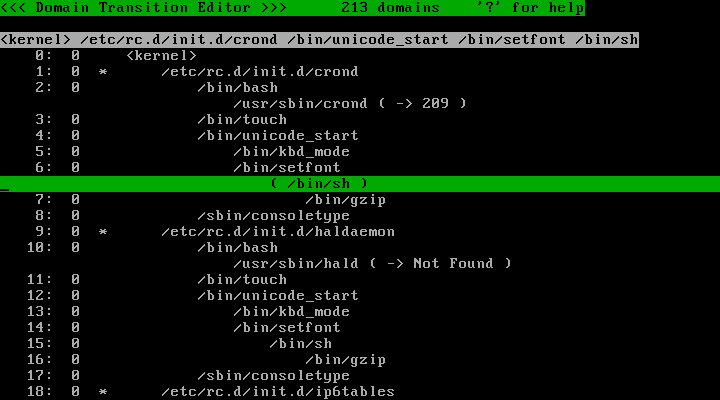 <<< Domain Transition Editor >>>      213 domains    '?' for help
<kernel> /etc/rc.d/init.d/crond /bin/unicode_start /bin/setfont /bin/sh
0:  0     <kernel>
1:  0  *      /etc/rc.d/init.d/crond
2:  0             /bin/bash
/usr/sbin/crond ( -> 209 )
3:  0             /bin/touch
4:  0             /bin/unicode_start
5:  0                 /bin/kbd_mode
6:  0                 /bin/setfont
( /bin/sh )
7:  0                         /bin/gzip
8:  0             /sbin/consoletype
9:  0  *      /etc/rc.d/init.d/haldaemon
10:  0             /bin/bash
/usr/sbin/hald ( -> Not Found )
11:  0             /bin/touch
12:  0             /bin/unicode_start
13:  0                 /bin/kbd_mode
14:  0                 /bin/setfont
15:  0                     /bin/sh
16:  0                         /bin/gzip
17:  0             /sbin/consoletype
18:  0  *      /etc/rc.d/init.d/ip6tables